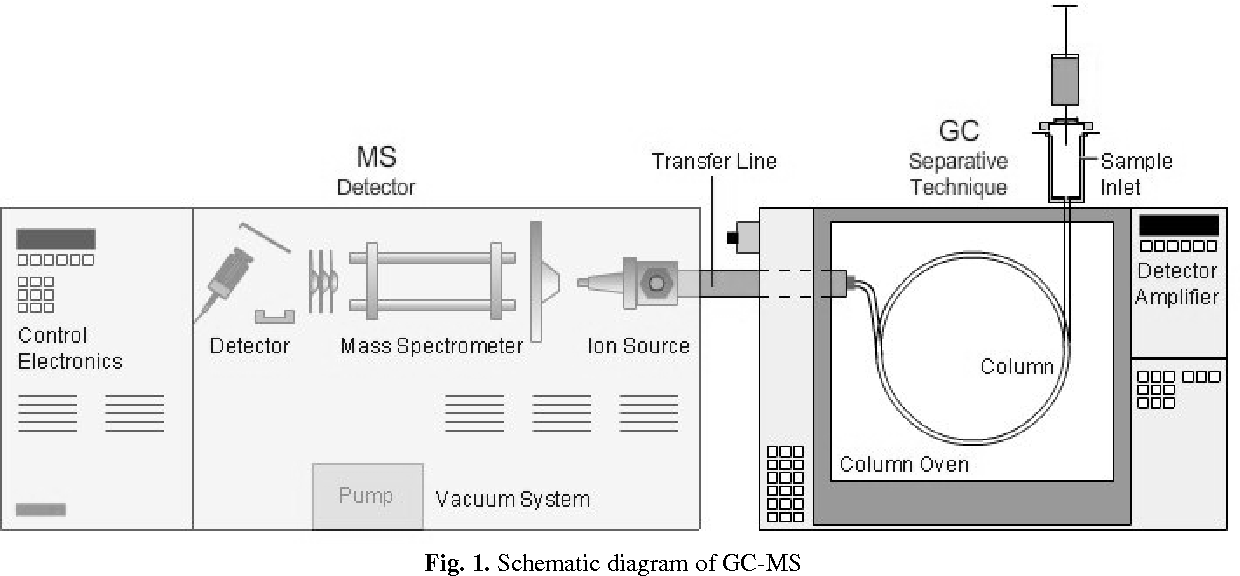 MS
Detector
Transfer Line
GC
Separative
Technique
Sample
Inlet
Control
Electronics
Detector
Mass Spectrometer
Ion Source
Column
Detector
Amplifier
Column Oven
Pump
Vacuum System
Fig. 1. Schematic diagram of GC-MS